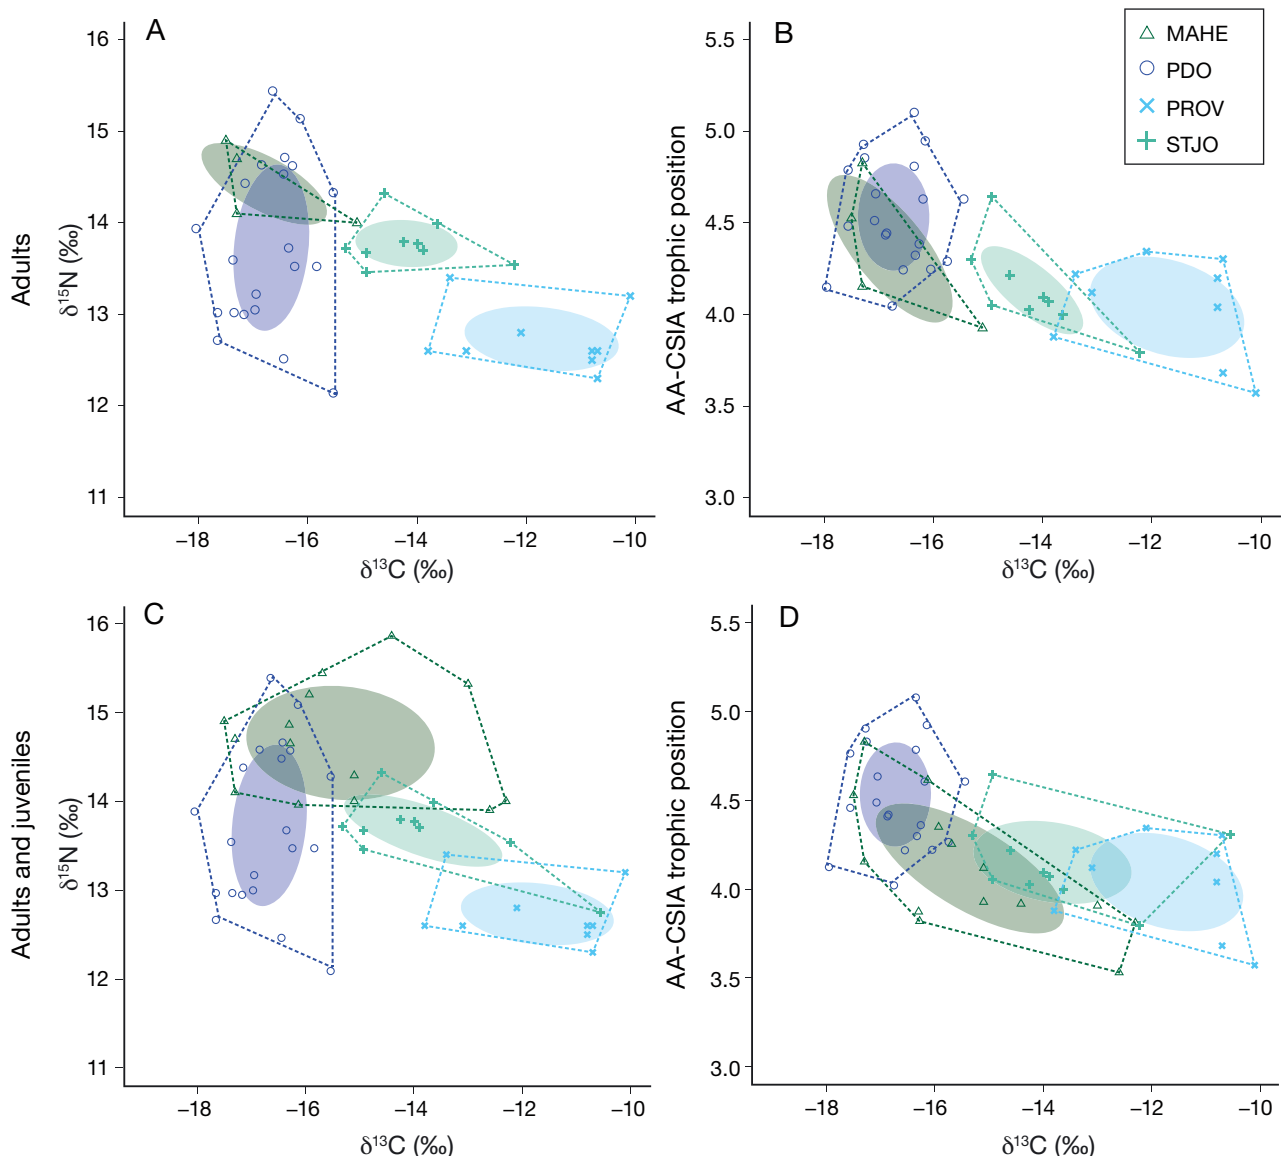 A
16
15
14
13
12
11
Adults
δ15N (‰)
–18 –16 –14 –12 –10
δ13C (‰)
B
5.5
5.0
4.5
4.0
3.5
3.0
AA-CSIA trophic position
–18 –16 –14 –12 –10
δ13C (‰)
MAHE
PDO
PROV
STJO
C
16
15
14
13
12
11
Adults and juveniles
δ15N (‰)
–18 –16 –14 –12 –10
δ13C (‰)
D
5.5
5.0
4.5
4.0
3.5
3.0
AA-CSIA trophic position
–18 –16 –14 –12 –10
δ13C (‰)